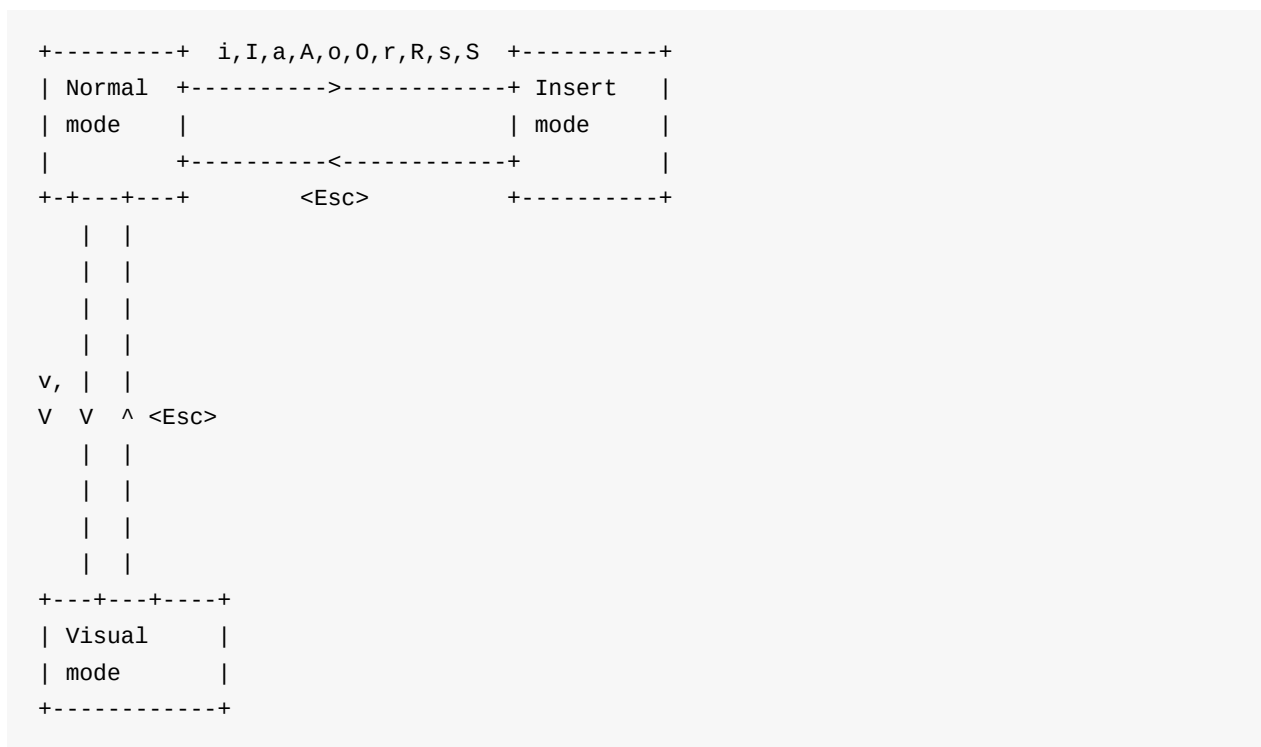 +---------+  i,I,a,A,o,O,r,R,s,S  +----------+
| Normal  +---------->------------+ Insert   |
| mode    |                       | mode     |
|         +----------<------------+          |
+-+---+---+        <Esc>          +----------+
  |  |
  |  |
  |  |
  |  |
v, |  |
V  V  ^ <Esc>
  |  |
  |  |
  |  |
  |  |
+---+---+----+
| Visual     |
| mode       |
+------------+